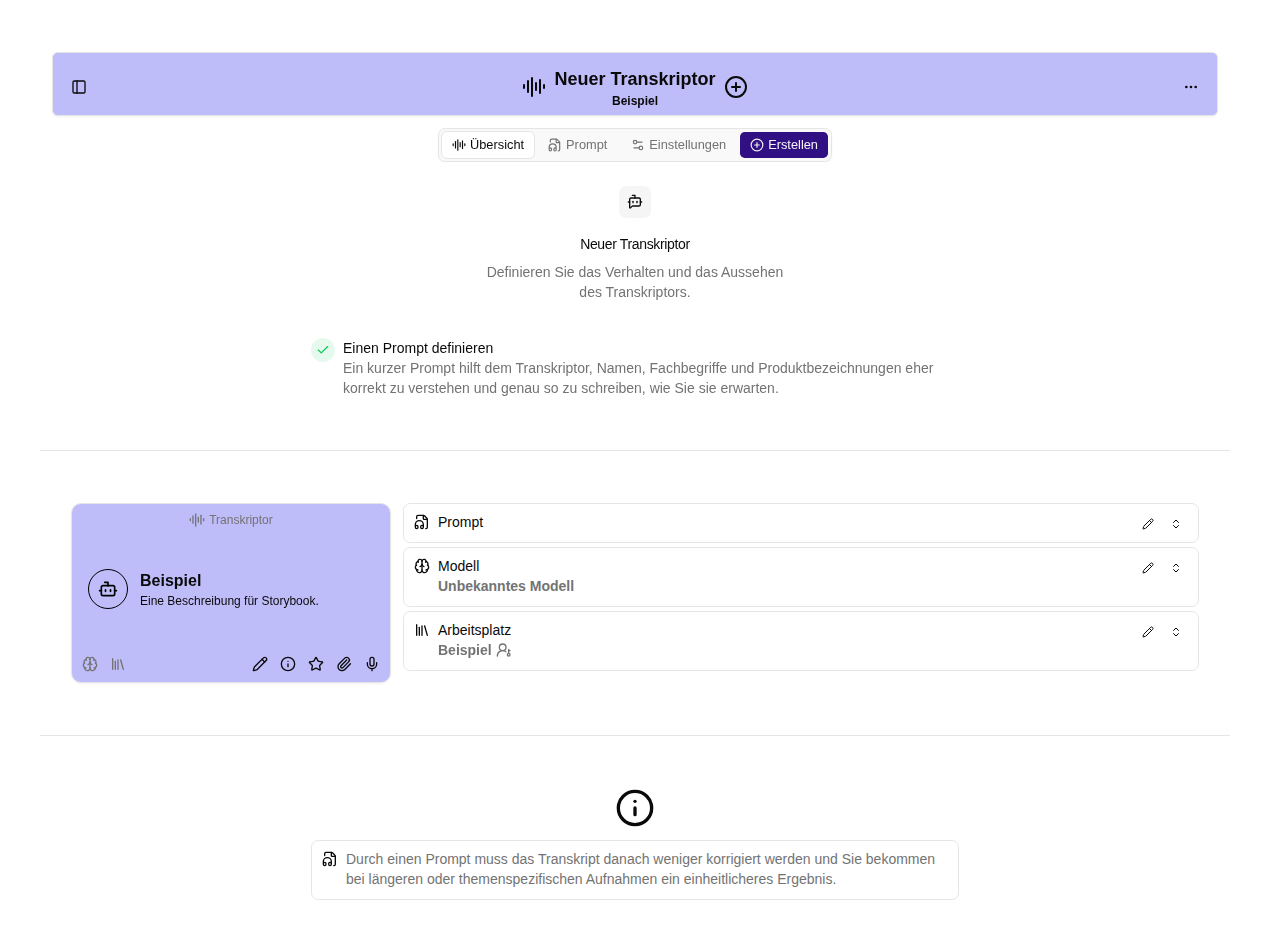 Neuer Transkriptor
Beispiel
Übersicht Prompt Einstellungen Erstellen
Neuer Transkriptor
Definieren Sie das Verhalten und das Aussehen
des Transkriptors.
Einen Prompt definieren
Ein kurzer Prompt hilft dem Transkriptor, Namen, Fachbegriffe und Produktbezeichnungen eher
korrekt zu verstehen und genau so zu schreiben, wie Sie sie erwarten.
Transkriptor
Beispiel
Eine Beschreibung für Storybook.
Prompt
Modell
Unbekanntes Modell
Arbeitsplatz
Beispiel
Durch einen Prompt muss das Transkript danach weniger korrigiert werden und Sie bekommen
bei längeren oder themenspezifischen Aufnahmen ein einheitlicheres Ergebnis.